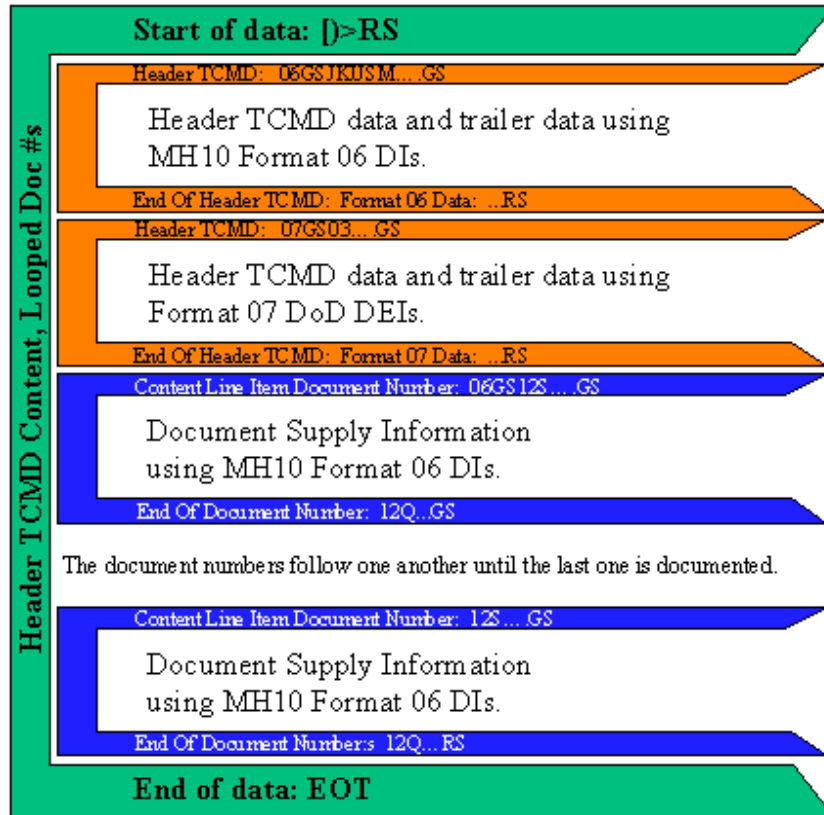 Start of data: [)>RS
Header TCMD Content, Looped Doc #s
Header TCMD: 06GSJKUSM... .GS
Header TCMD data and trailer data using
MH10 Format 06 DIs.
End Of Header TCMD: Format 06 Data: ...RS
Header TCMD: 07GS03... .GS
Header TCMD data and trailer data using
Format 07 DoD DEIs.
End Of Header TCMD: Format 07 Data: ...RS
Content Line Item Document Number: 06GS12S... .GS
Document Supply Information
using MH10 Format 06 DIs.
End Of Document Number: 12Q...GS
The document numbers follow one another until the last one is documented.
Content Line Item Document Number: 12S... .GS
Document Supply Information
using MH10 Format 06 DIs.
End Of Document Number:s 12Q...RS
End of data: EOT